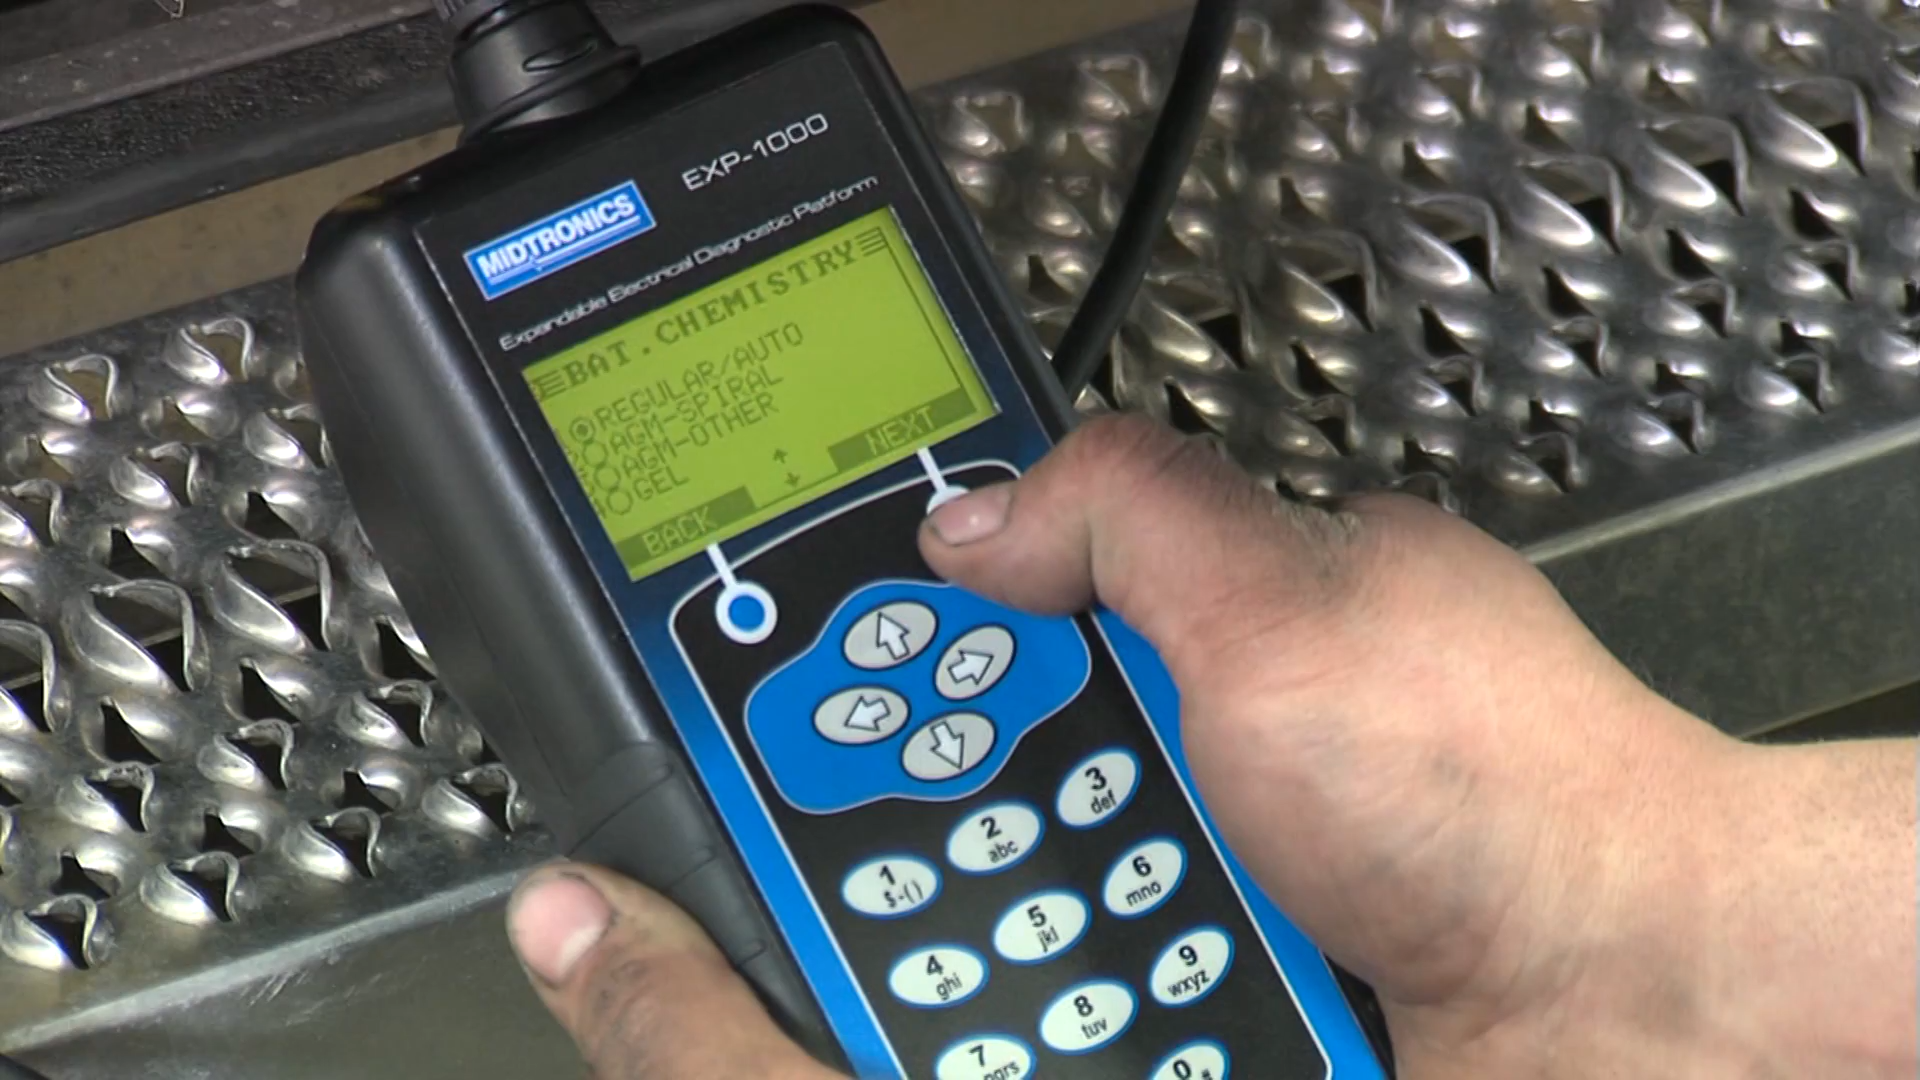 EXP-1000
MIDTRONICS
Expandable Electrical Diagnostic Platform
BAT.CHEMISTRY
REGULAR/AUTO
AGM-SPIRAL
AGM-OTHER
GEL
NEXT
BACK
3
def
2
abc
1
$-()
6
mno
5
jkl
4
ghi
9
wxyz
8
tuv
7
pqrs
0